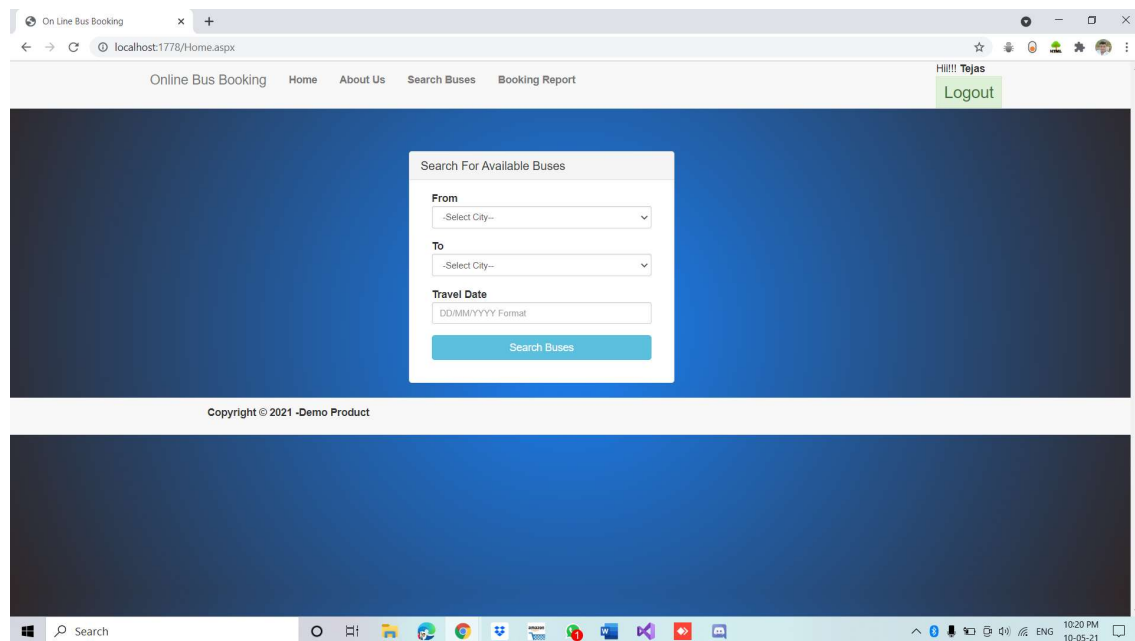 On Line Bus Booking
localhost:1778/Home.aspx
Online Bus Booking Home About Us Search Buses Booking Report
Hii!!! Tejas
Logout
Search For Available Buses
From
-Select City--
To
-Select City--
Travel Date
DD/MM/YYYY Format
Search Buses
Copyright © 2021 -Demo Product
Search
ENG
10:20 PM
10-05-21